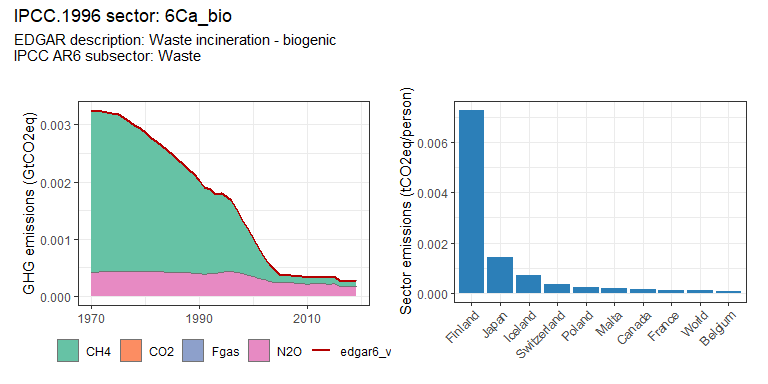 IPCC.1996 sector: 6Ca_bio
EDGAR description: Waste incineration - biogenic
IPCC AR6 subsector: Waste
GHG emissions (GtCO2eq)
0.003
0.002
0.001
0.000
1970
1990
2010
CH4
CO2
Fgas
N2O
edgar6_v
Sector emissions (tCO2eq/person)
0.006
0.004
0.002
0.000
Finland
Japan
Iceland
Switzerland
Poland
Malta
Canada
France
World
Belgium